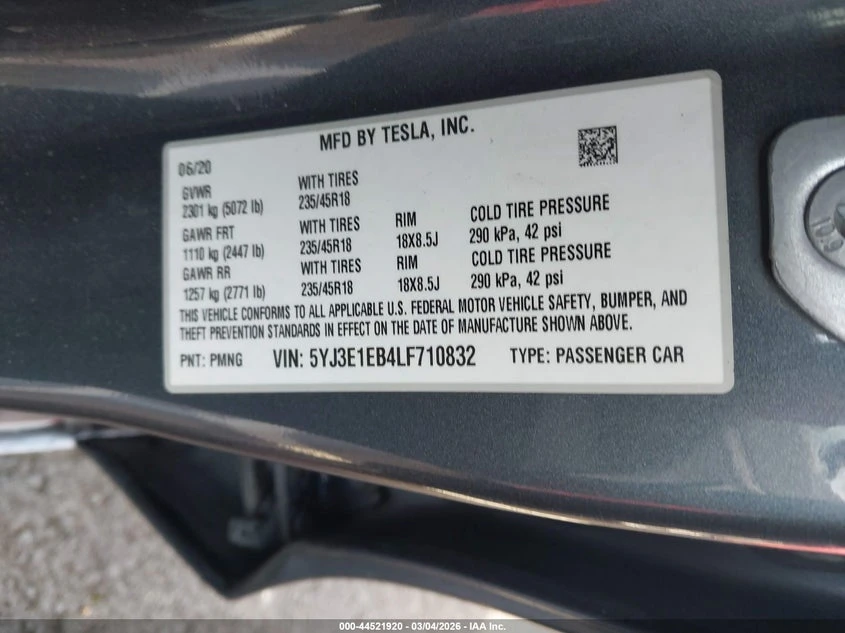 MFD BY TESLA, INC.
06/20
GVWR
2301 kg (5072 lb)
WITH TIRES
235/45R18
GAWR FRT
1110 kg (2447 lb)
WITH TIRES
235/45R18
RIM
18X8.5J
COLD TIRE PRESSURE
290 kPa, 42 psi
GAWR RR
1257 kg (2771 lb)
WITH TIRES
235/45R18
RIM
18X8.5J
COLD TIRE PRESSURE
290 kPa, 42 psi
THIS VEHICLE CONFORMS TO ALL APPLICABLE U.S. FEDERAL MOTOR VEHICLE SAFETY, BUMPER, AND
THEFT PREVENTION STANDARDS IN EFFECT ON THE DATE OF MANUFACTURE SHOWN ABOVE.
PNT: PMNG VIN: 5YJ3E1EB4LF710832 TYPE: PASSENGER CAR
10.9
000-44521920 - 03/04/2026 - IAA Inc.